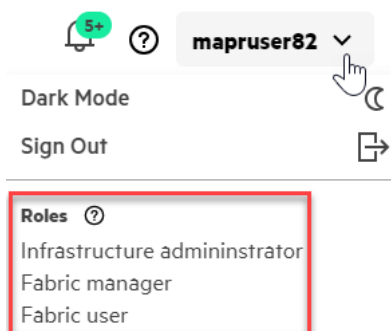 5+
mapruser82
Dark Mode
Sign Out
Roles
Infrastructure admininstrator
Fabric manager
Fabric user